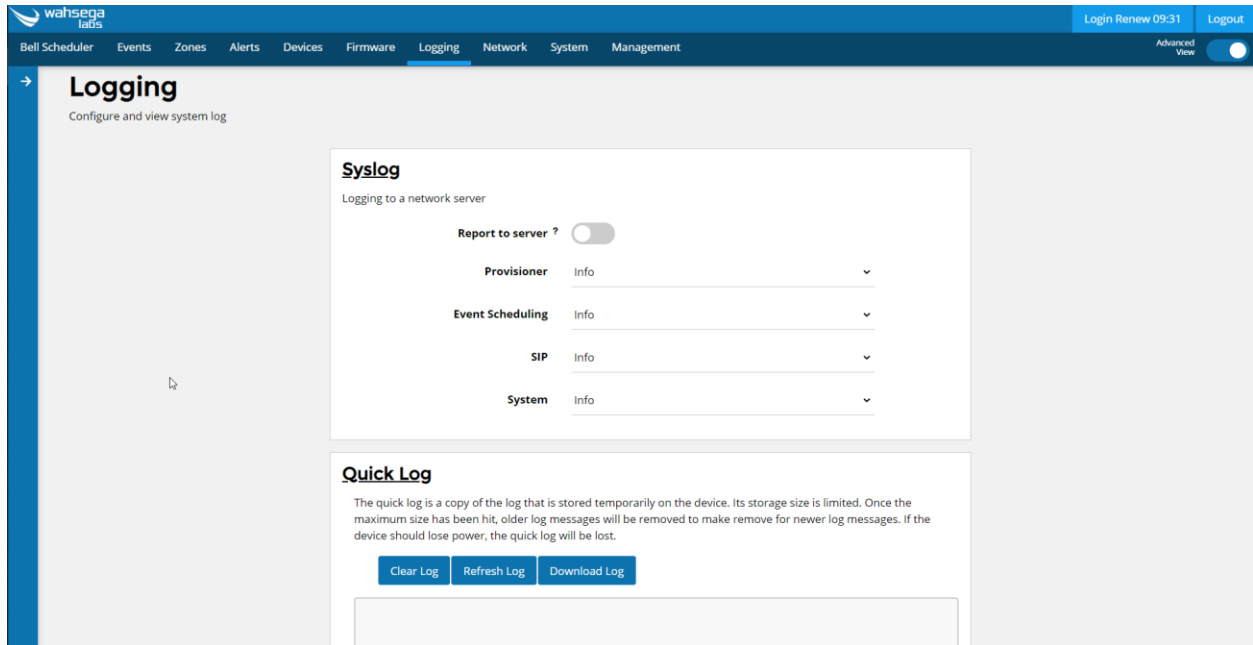 wahsega
labs
Login Renew 09:31
Logout
Bell Scheduler Events Zones Alerts Devices Firmware Logging Network System Management
Advanced
View
Logging
Configure and view system log
Syslog
Logging to a network server
Report to server ?
Provisioner Info
Event Scheduling Info
SIP Info
System Info
Quick Log
The quick log is a copy of the log that is stored temporarily on the device. Its storage size is limited. Once the
maximum size has been hit, older log messages will be removed to make remove for newer log messages. If the
device should lose power, the quick log will be lost.
Clear Log Refresh Log Download Log